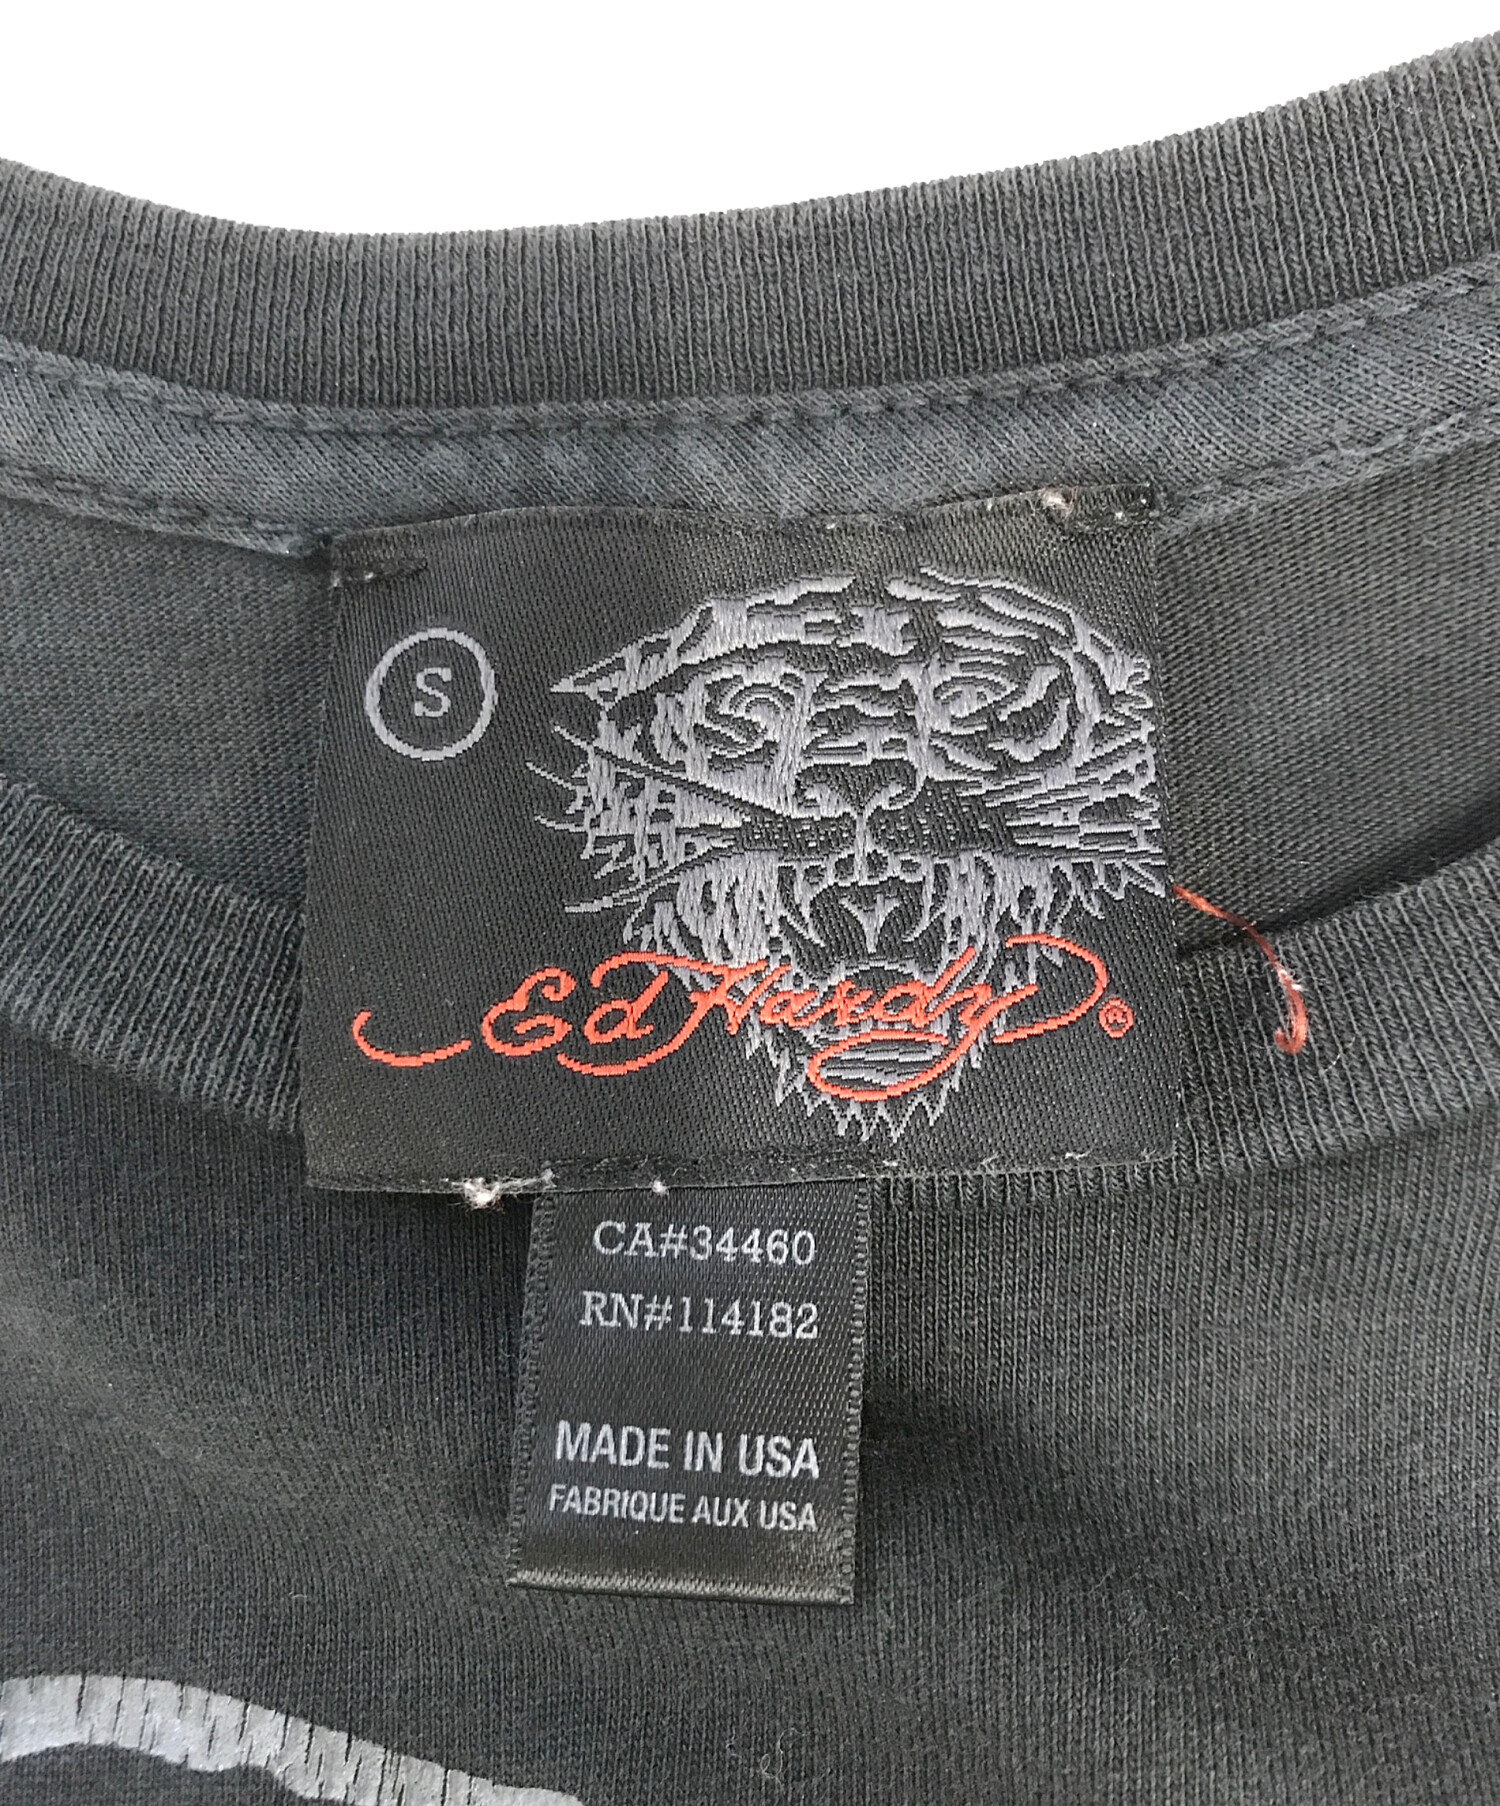 S
Ed Hardy®
CA#34460
RN#114182
MADE IN USA
FABRIQUE AUX USA